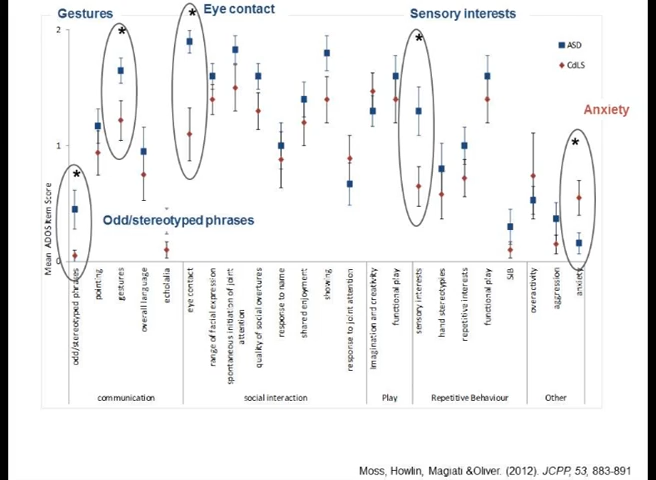 Gestures
Eye contact
Sensory interests
2
*
*
*
ASD
CdLS
Anxiety
*
1
*
Odd/stereotyped phrases
Mean ADOS Item Score
0
odd/stereotyped phrases
pointing
gestures
overall language
echolalia
eye contact
range of facial expression
spontaneous initiation of joint
attention
quality of social overtures
response to name
shared enjoyment
showing
response to joint attention
Imagination and creativity
functional play
sensory interests
hand stereotypies
repetitive interests
functional play
SIB
overactivity
aggression
anxiety
communication
social interaction
Play
Repetitive Behaviour
Other
Moss, Howlin, Magiati &Oliver. (2012). JCPP, 53, 883-891